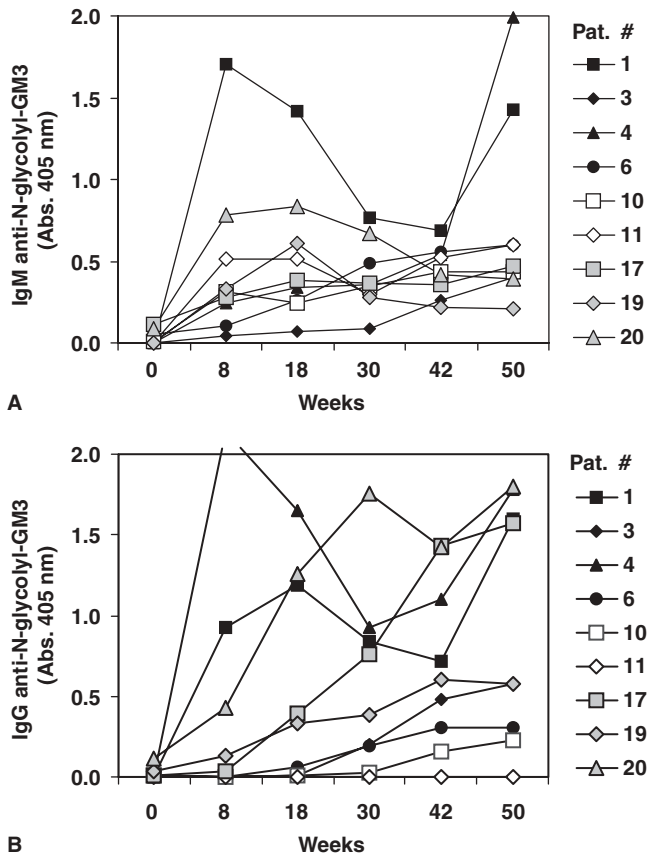 IgM anti-N-glycolyl-GM3
(Abs. 405 nm)
2.0
1.5
1.0
0.5
0.0
0 8 18 30 42 50
Weeks
A
Pat. #
1
3
4
6
10
11
17
19
20
IgG anti-N-glycolyl-GM3
(Abs. 405 nm)
2.0
1.5
1.0
0.5
0.0
0 8 18 30 42 50
Weeks
B
Pat. #
1
3
4
6
10
11
17
19
20